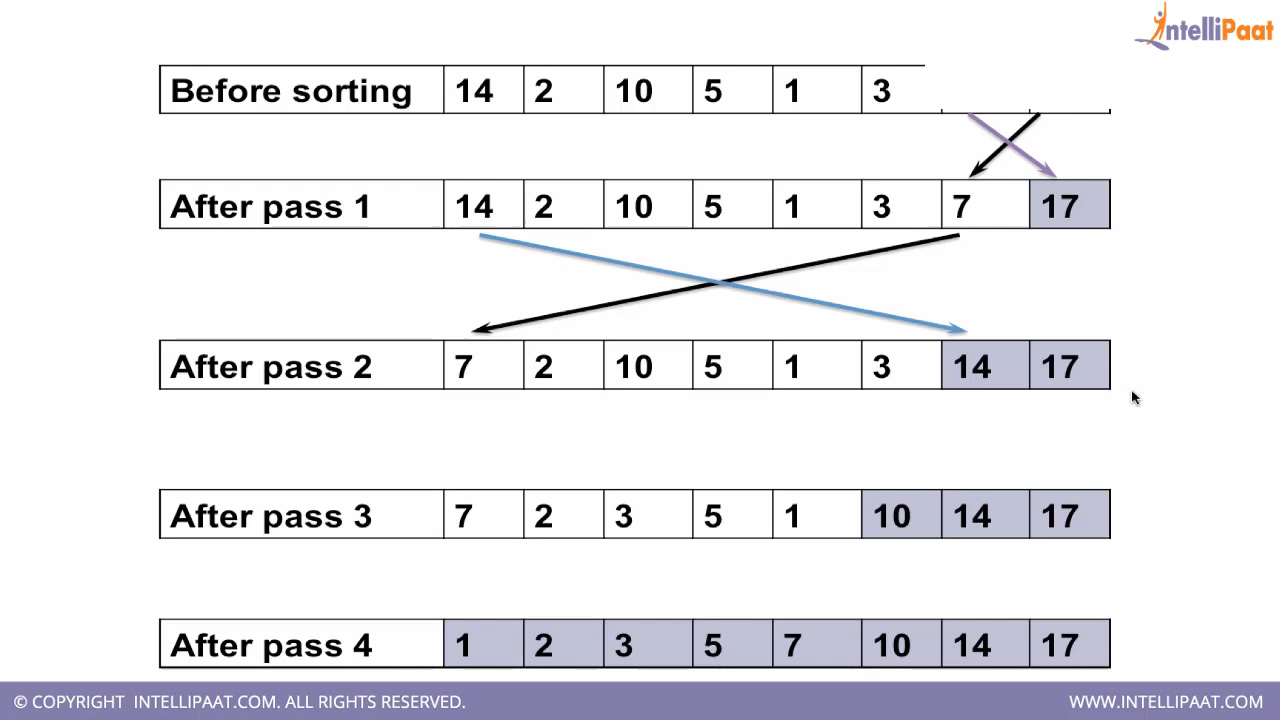 IntelliPaat
Before sorting 14 2 10 5 1 3
After pass 1 14 2 10 5 1 3 7 17
After pass 2 7 2 10 5 1 3 14 17
After pass 3 7 2 3 5 1 10 14 17
After pass 4 1 2 3 5 7 10 14 17
© COPYRIGHT INTELLIPAAT.COM. ALL RIGHTS RESERVED. WWW.INTELLIPAAT.COM